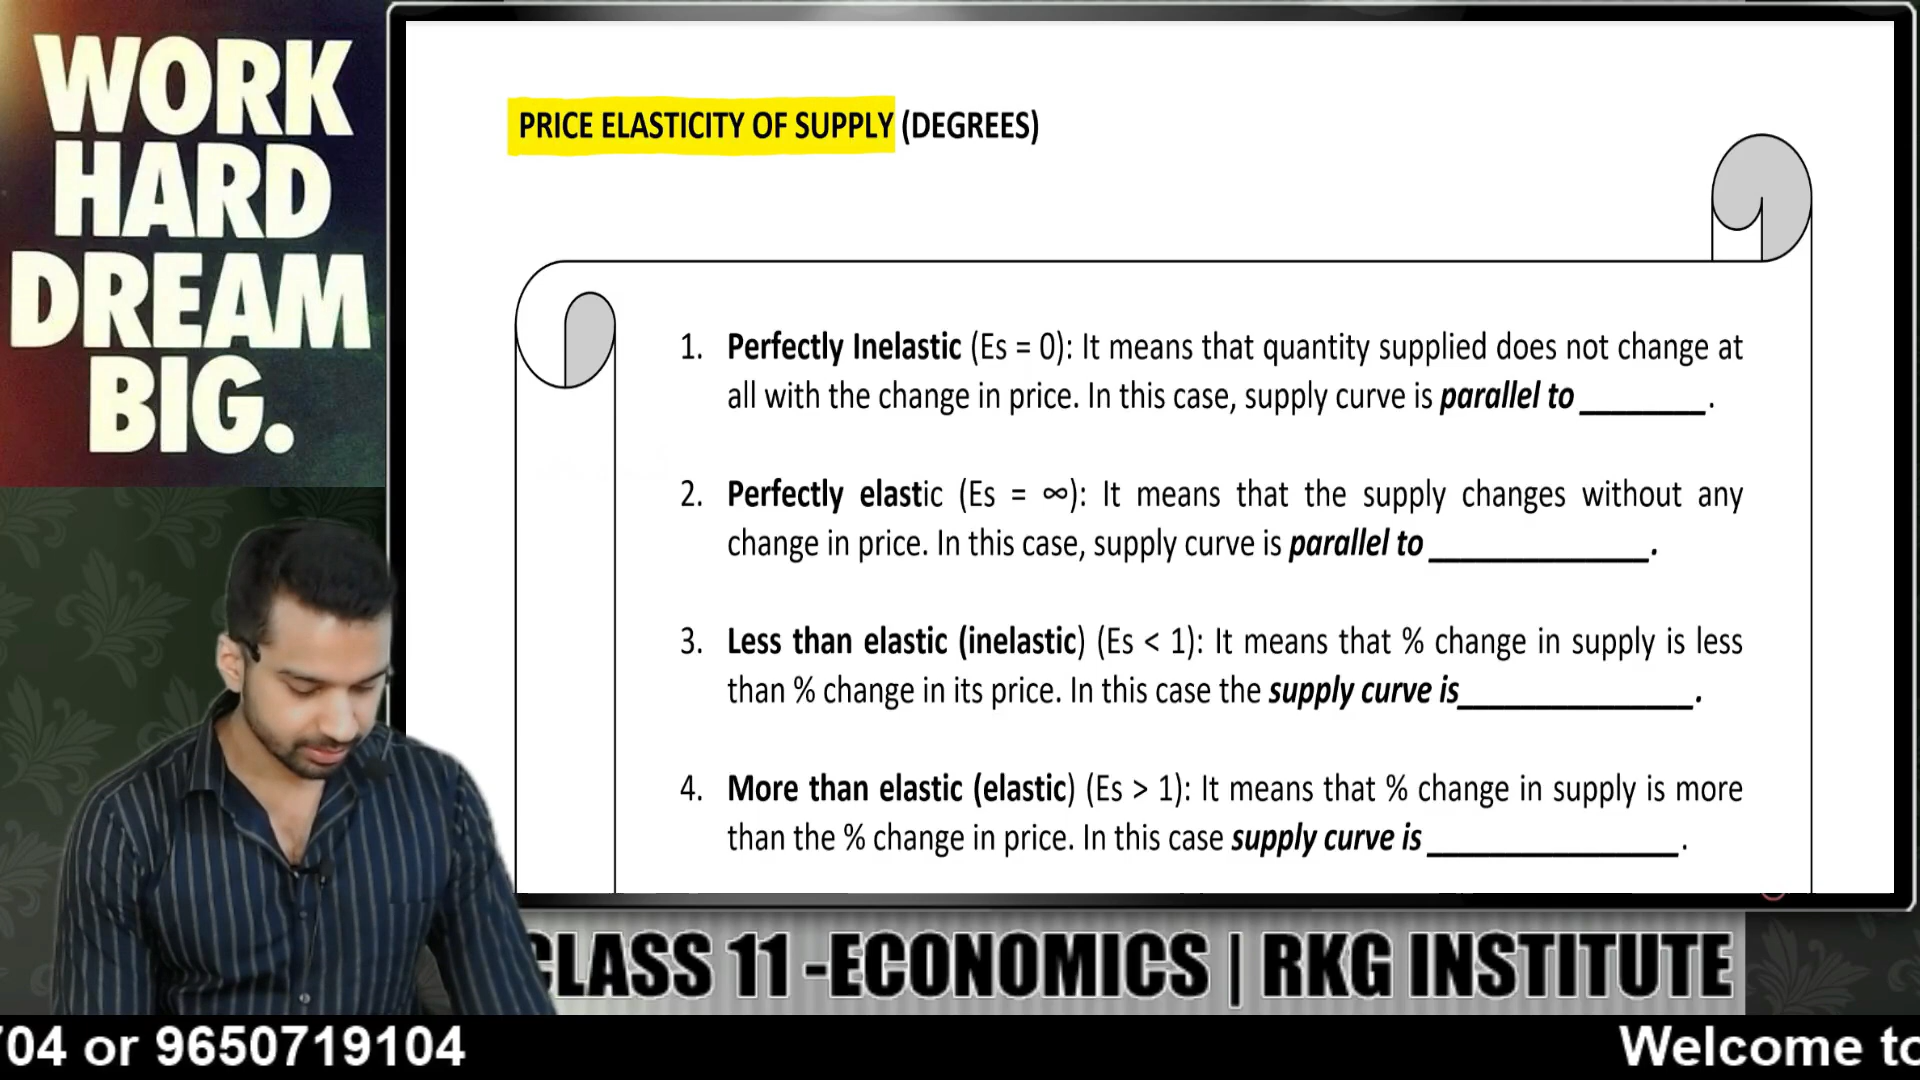 WORK
HARD
DREAM
BIG.
PRICE ELASTICITY OF SUPPLY (DEGREES)
1. Perfectly Inelastic (Es = 0): It means that quantity supplied does not change at
all with the change in price. In this case, supply curve is parallel to ________.
2. Perfectly elastic (Es = ∞): It means that the supply changes without any
change in price. In this case, supply curve is parallel to ______________.
3. Less than elastic (inelastic) (Es < 1): It means that % change in supply is less
than % change in its price. In this case the supply curve is_______________.
4. More than elastic (elastic) (Es > 1): It means that % change in supply is more
than the % change in price. In this case supply curve is ________________.
CLASS 11 -ECONOMICS | RKG INSTITUTE
704 or 9650719104
Welcome to